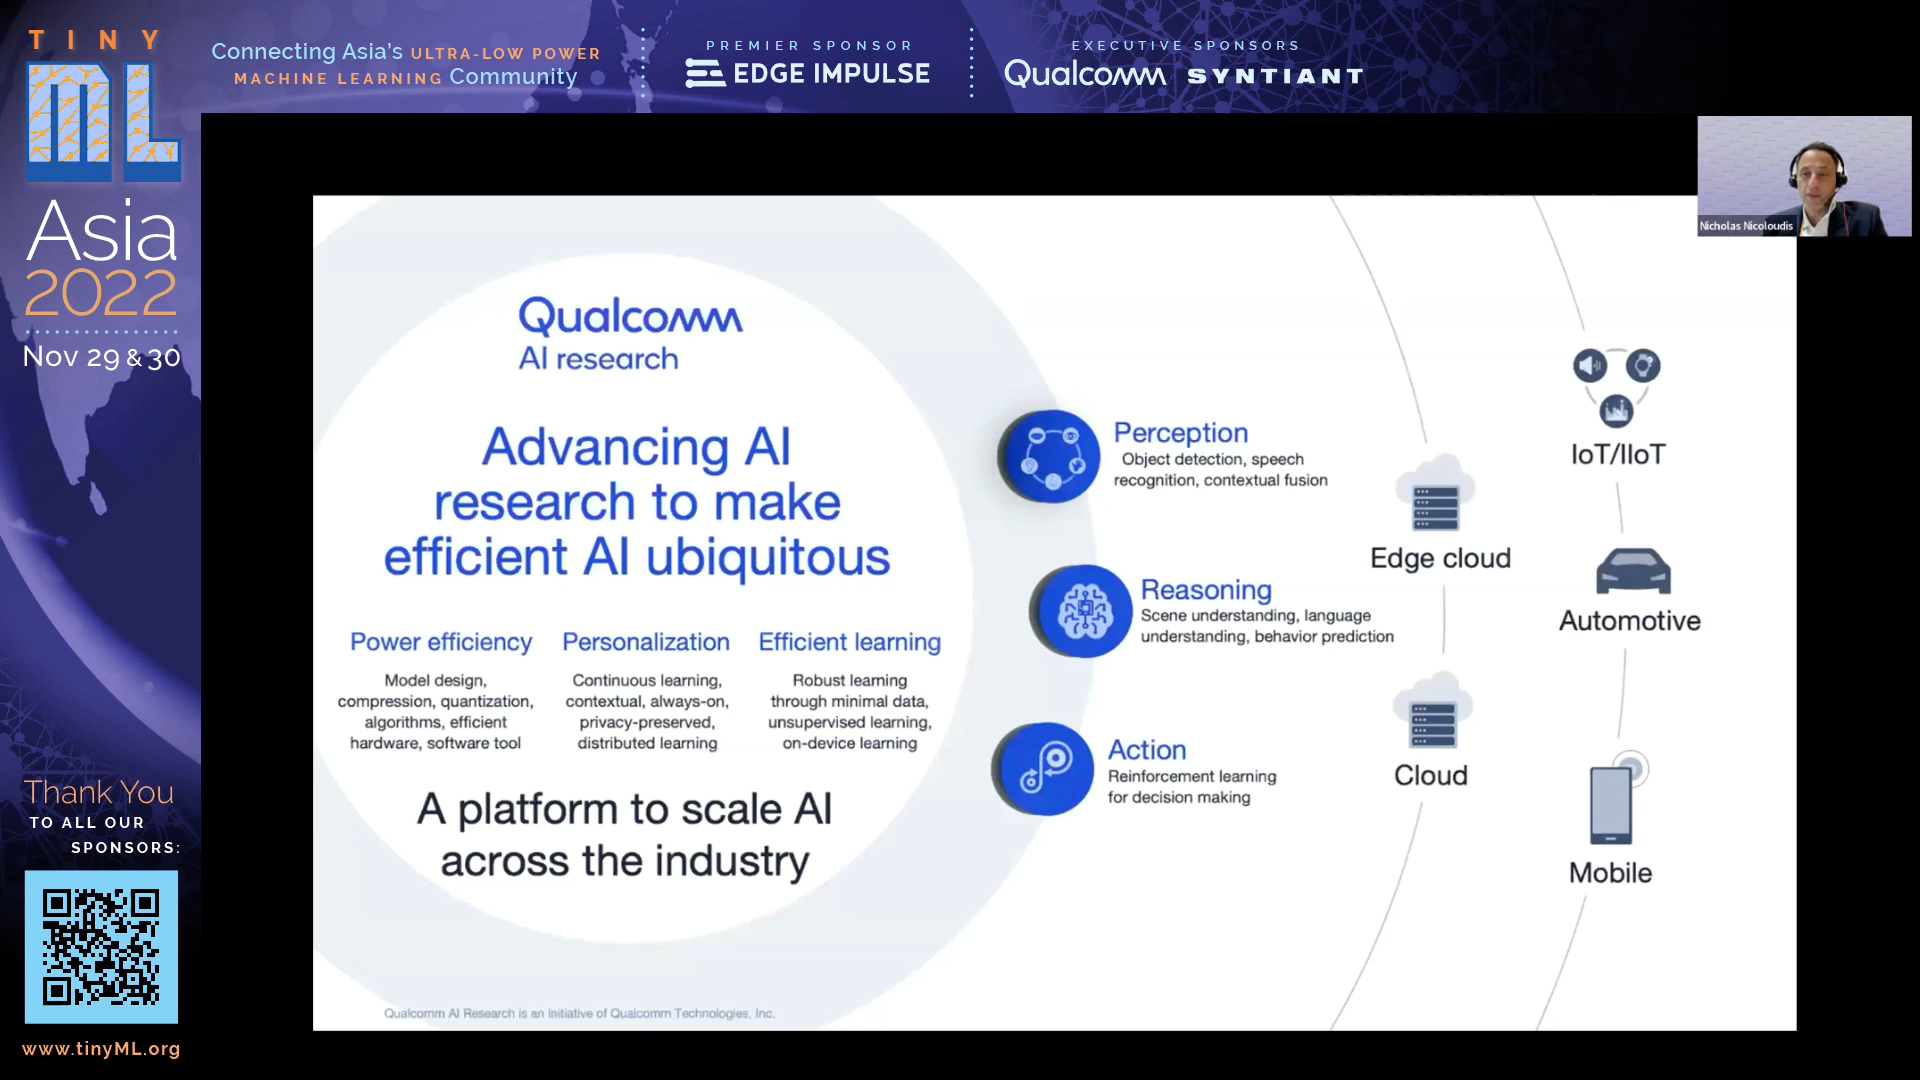 TINY
ML
Asia
2022
Nov 29 & 30
Connecting Asia's ULTRA-LOW POWER
MACHINE LEARNING Community
PREMIER SPONSOR
EDGE IMPULSE
EXECUTIVE SPONSORS
Qualcomm SYNTIANT
Nicholas Nicoloudis
Qualcomm
AI research
Advancing AI
research to make
efficient AI ubiquitous
Power efficiency
Model design,
compression, quantization,
algorithms, efficient
hardware, software tool
Personalization
Continuous learning,
contextual, always-on,
privacy-preserved,
distributed learning
Efficient learning
Robust learning
through minimal data,
unsupervised learning,
on-device learning
A platform to scale AI
across the industry
Perception
Object detection, speech
recognition, contextual fusion
Reasoning
Scene understanding, language
understanding, behavior prediction
Action
Reinforcement learning
for decision making
Edge cloud
Cloud
IoT/IIoT
Automotive
Mobile
Qualcomm AI Research is an initiative of Qualcomm Technologies, Inc.
Thank You
TO ALL OUR
SPONSORS:
www.tinyML.org